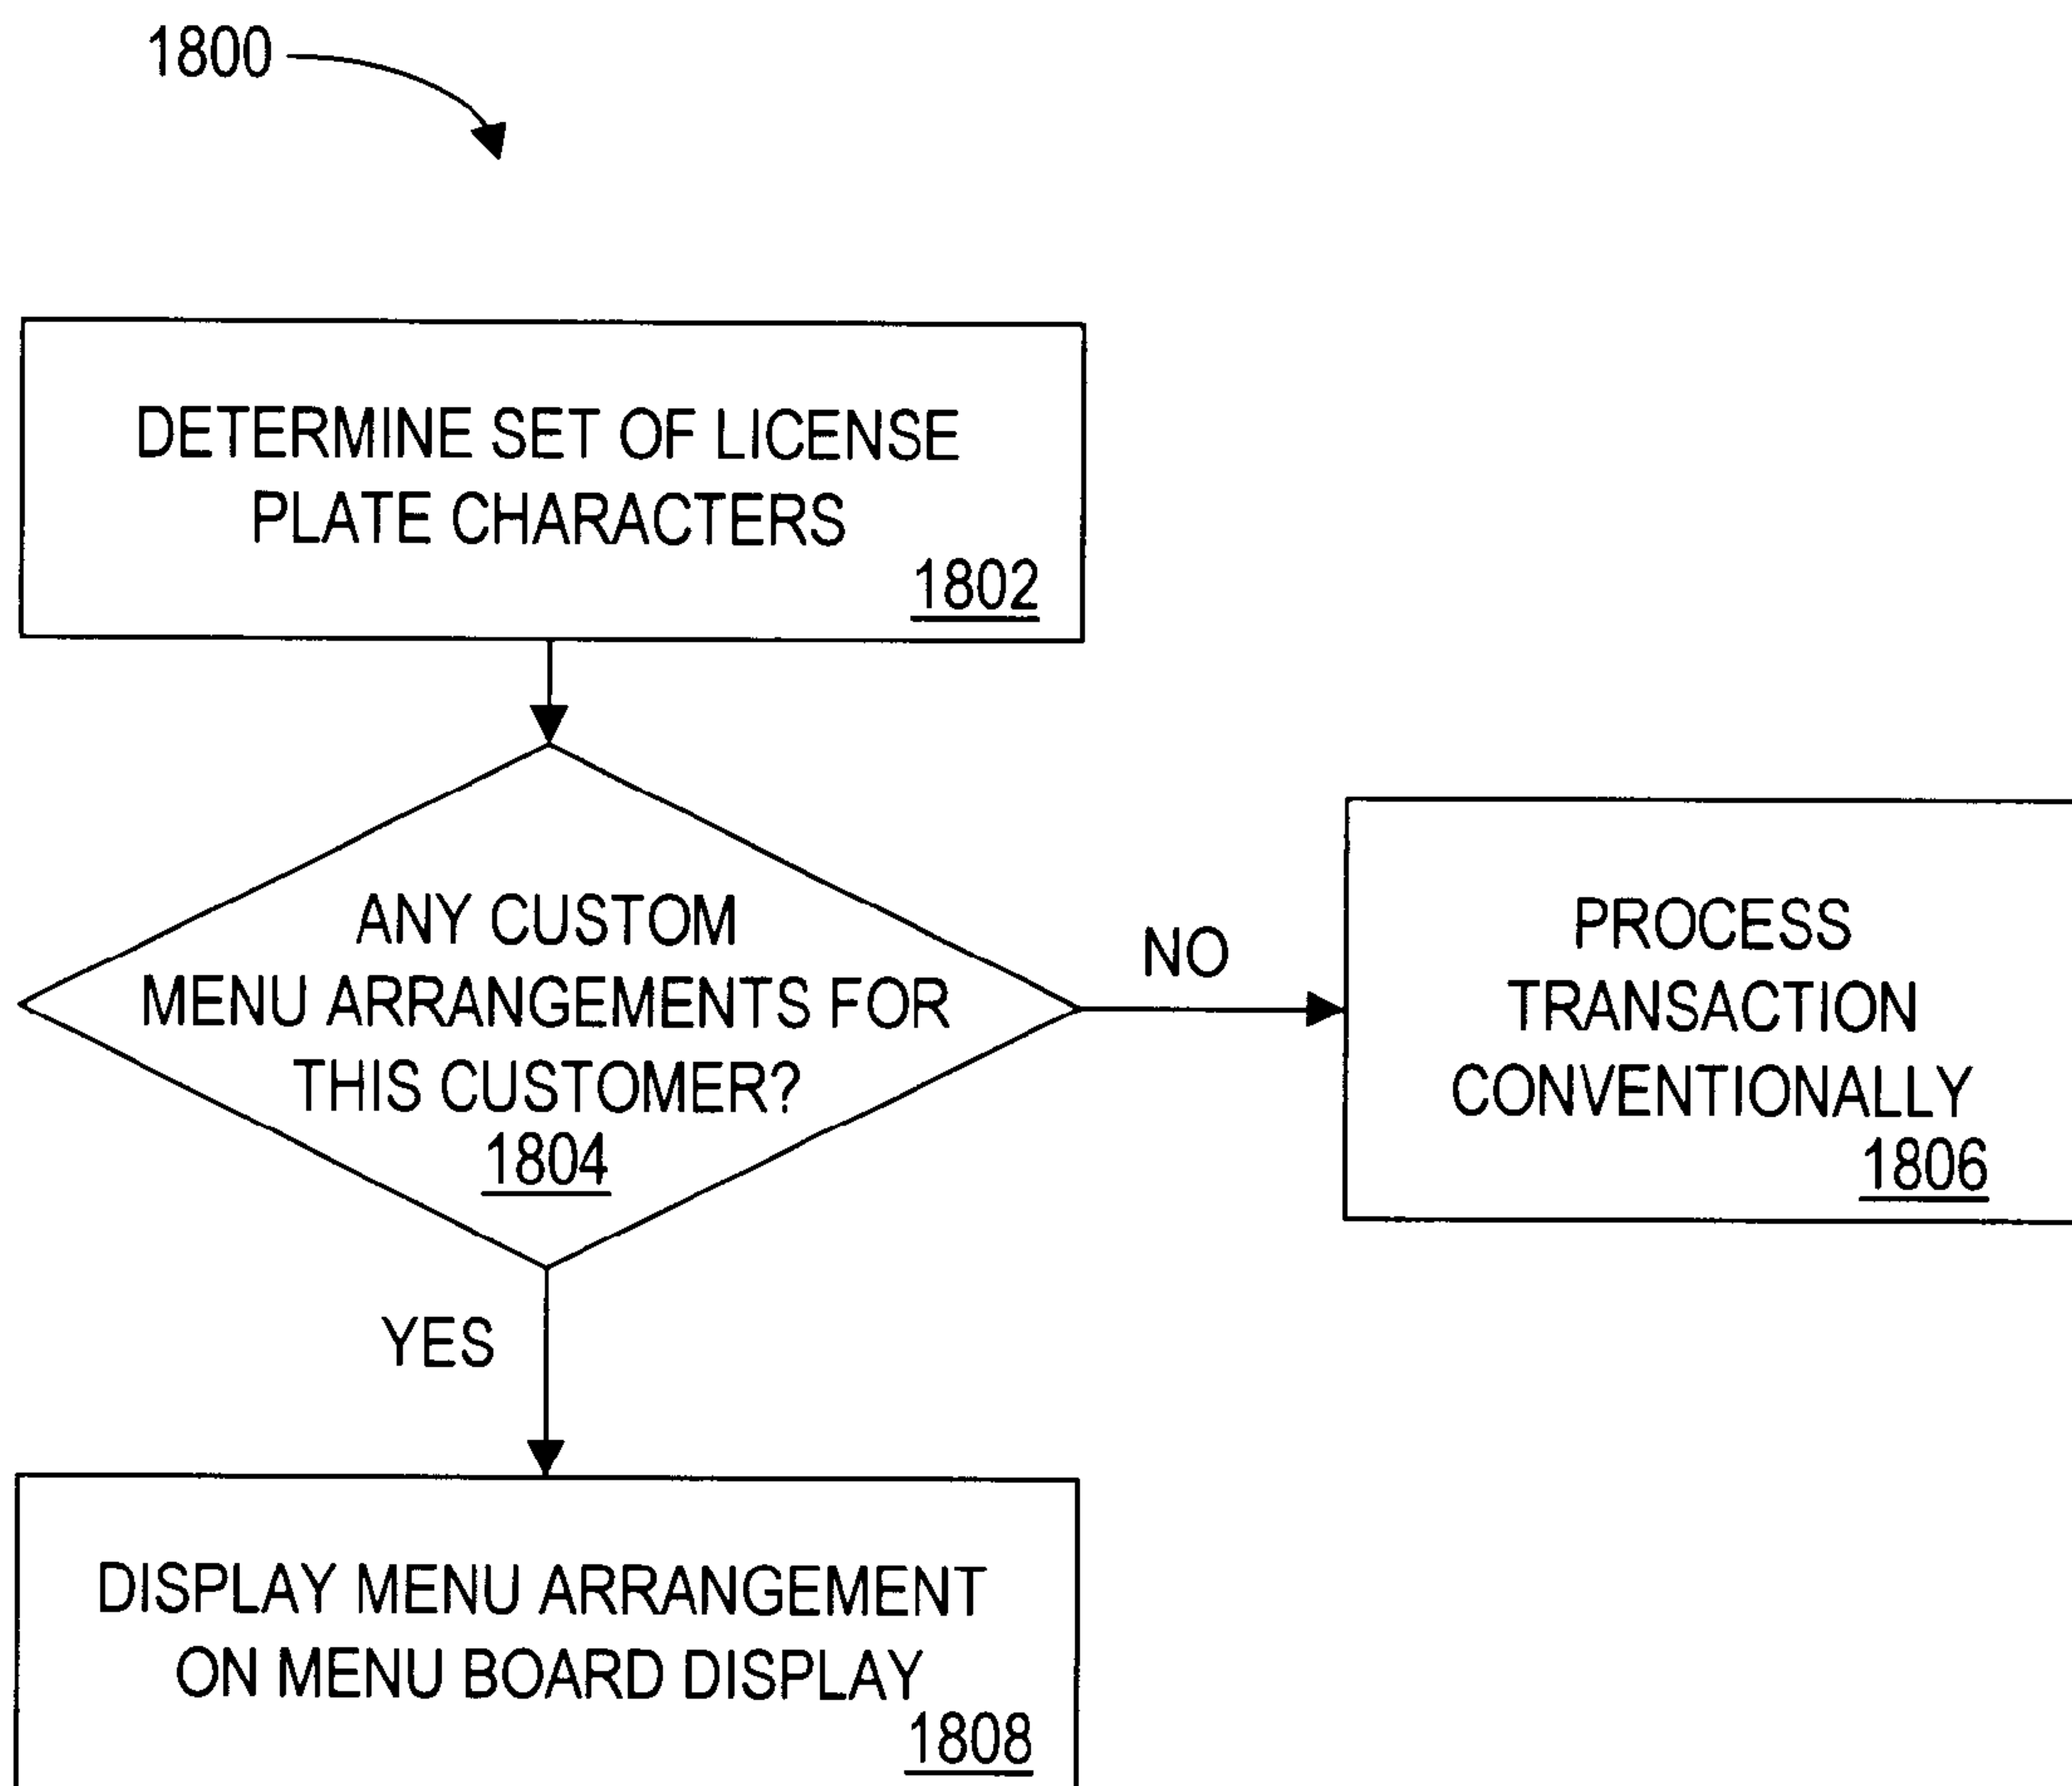 1800
DETERMINE SET OF LICENSE
PLATE CHARACTERS
1802
ANY CUSTOM
MENU ARRANGEMENTS FOR
THIS CUSTOMER?
1804
NO
PROCESS
TRANSACTION
CONVENTIONALLY
1806
YES
DISPLAY MENU ARRANGEMENT
ON MENU BOARD DISPLAY
1808